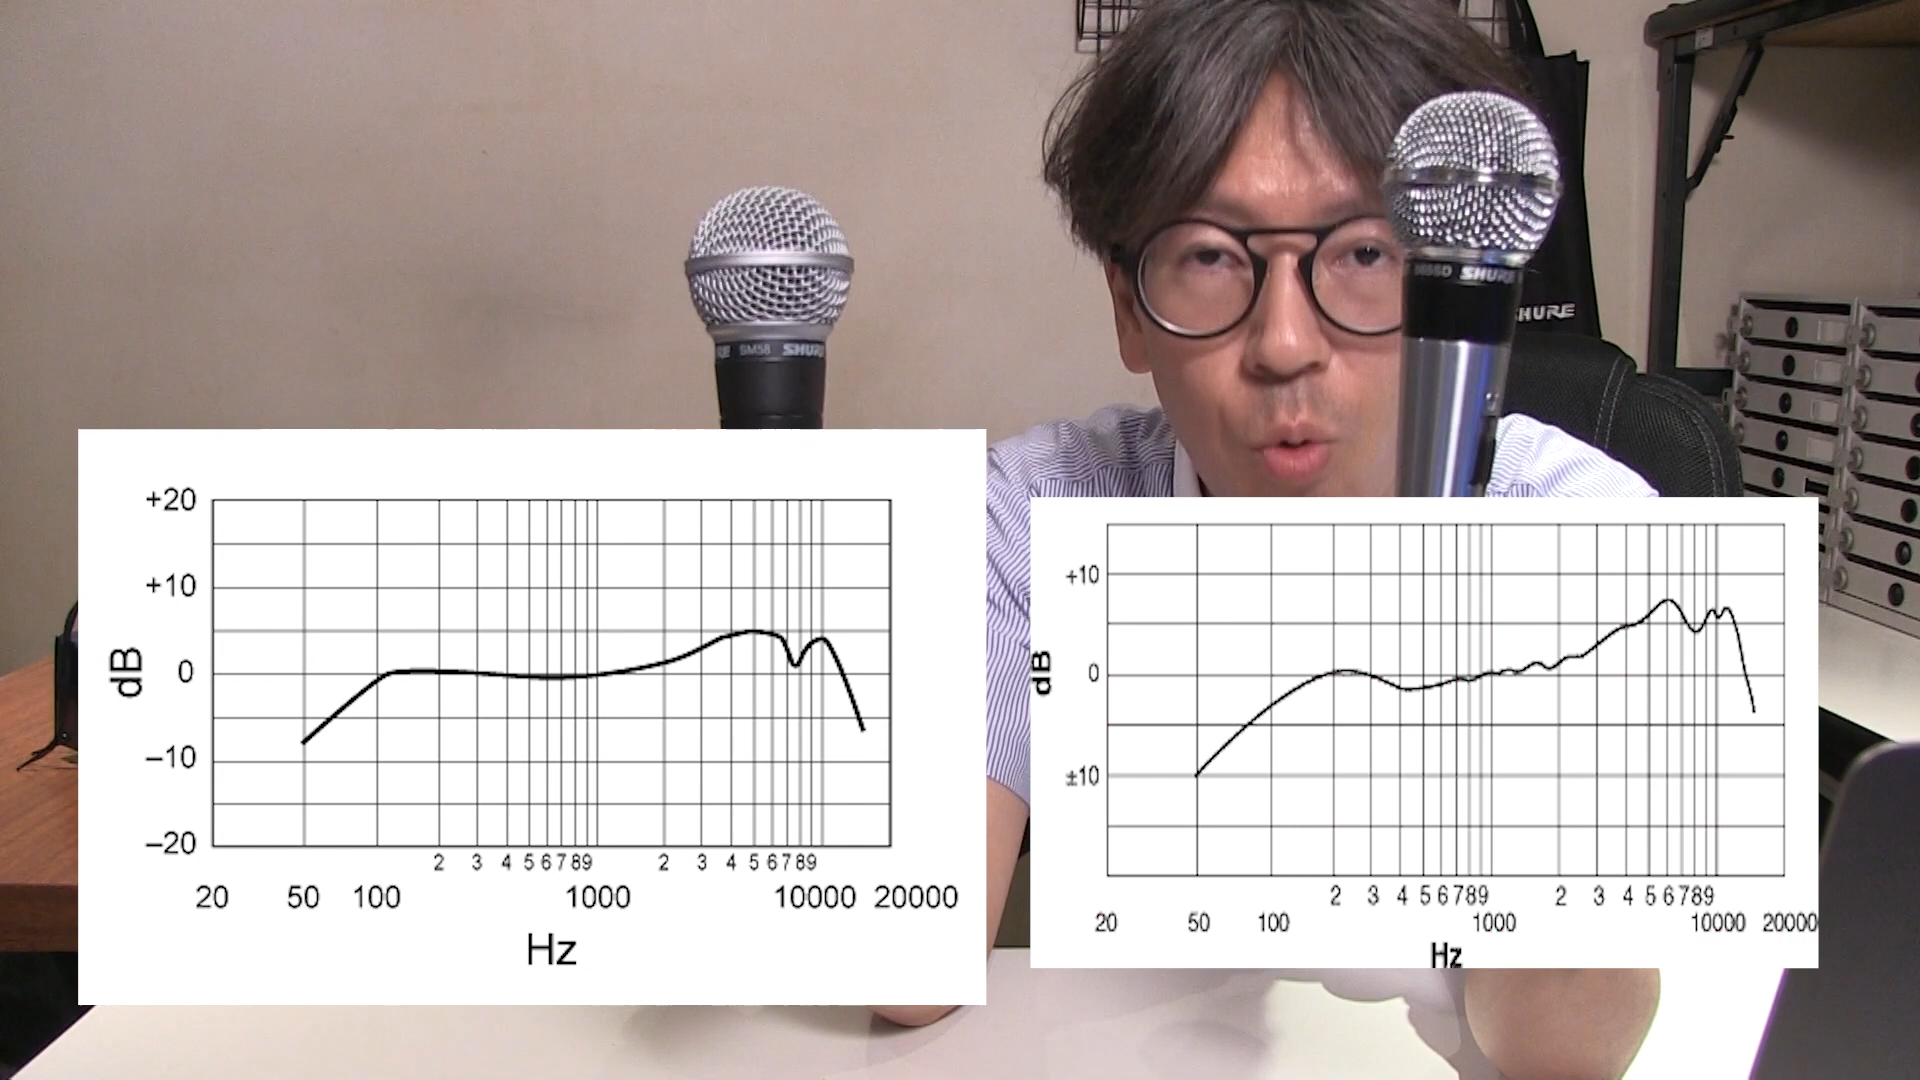 SM58 SHURE
565SD SHURE
SHURE
+20
+10
0
–10
–20
dB
2 3 4 5 6 7 8 9 2 3 4 5 6 7 8 9
20 50 100 1000 10000 20000
Hz
+10
0
±10
dB
2 3 4 5 6 7 8 9 2 3 4 5 6 7 8 9
20 50 100 1000 10000 20000
Hz